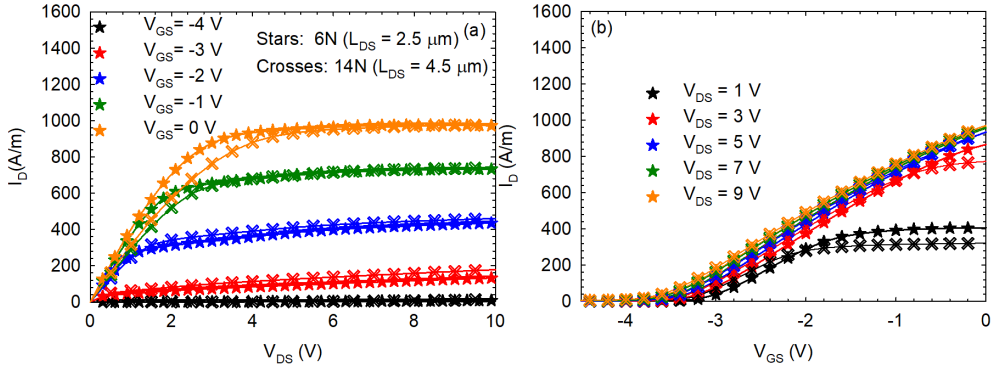 1600
1400
1200
1000
800
600
400
200
0
I_D(A/m)
V_GS= -4 V
V_GS= -3 V
V_GS= -2 V
V_GS= -1 V
V_GS= 0 V
(a)
Stars: 6N (L_DS = 2.5 μm)
Crosses: 14N (L_DS = 4.5 μm)
0 2 4 6 8 10
V_DS (V)
1600
1400
1200
1000
800
600
400
200
0
I_D(A/m)
(b)
V_DS = 1 V
V_DS = 3 V
V_DS = 5 V
V_DS = 7 V
V_DS = 9 V
-4 -3 -2 -1 0
V_GS (V)